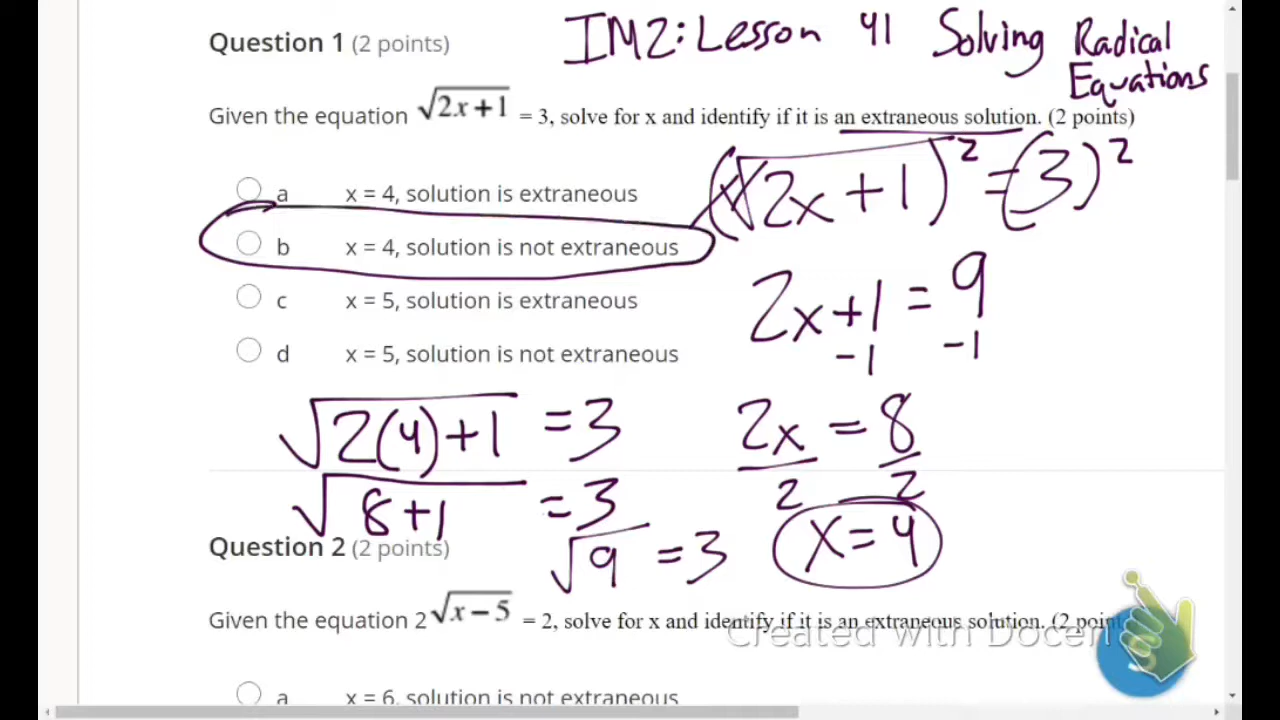 IM2: Lesson 41 Solving Radical
Equations
Question 1 (2 points)
Given the equation √2x+1 = 3, solve for x and identify if it is an extraneous solution. (2 points)
(√2x+1)² = (3)²
a x = 4, solution is extraneous
b x = 4, solution is not extraneous
c x = 5, solution is extraneous
d x = 5, solution is not extraneous
2x+1 = 9
-1 -1
√2(4)+1 = 3
2x = 8
2 2
√8+1 = 3
√9 = 3
x=4
Question 2 (2 points)
Given the equation 2√x-5 = 2, solve for x and identify if it is an extraneous solution. (2 point
Created with Docer
a x = 6, solution is not extraneous